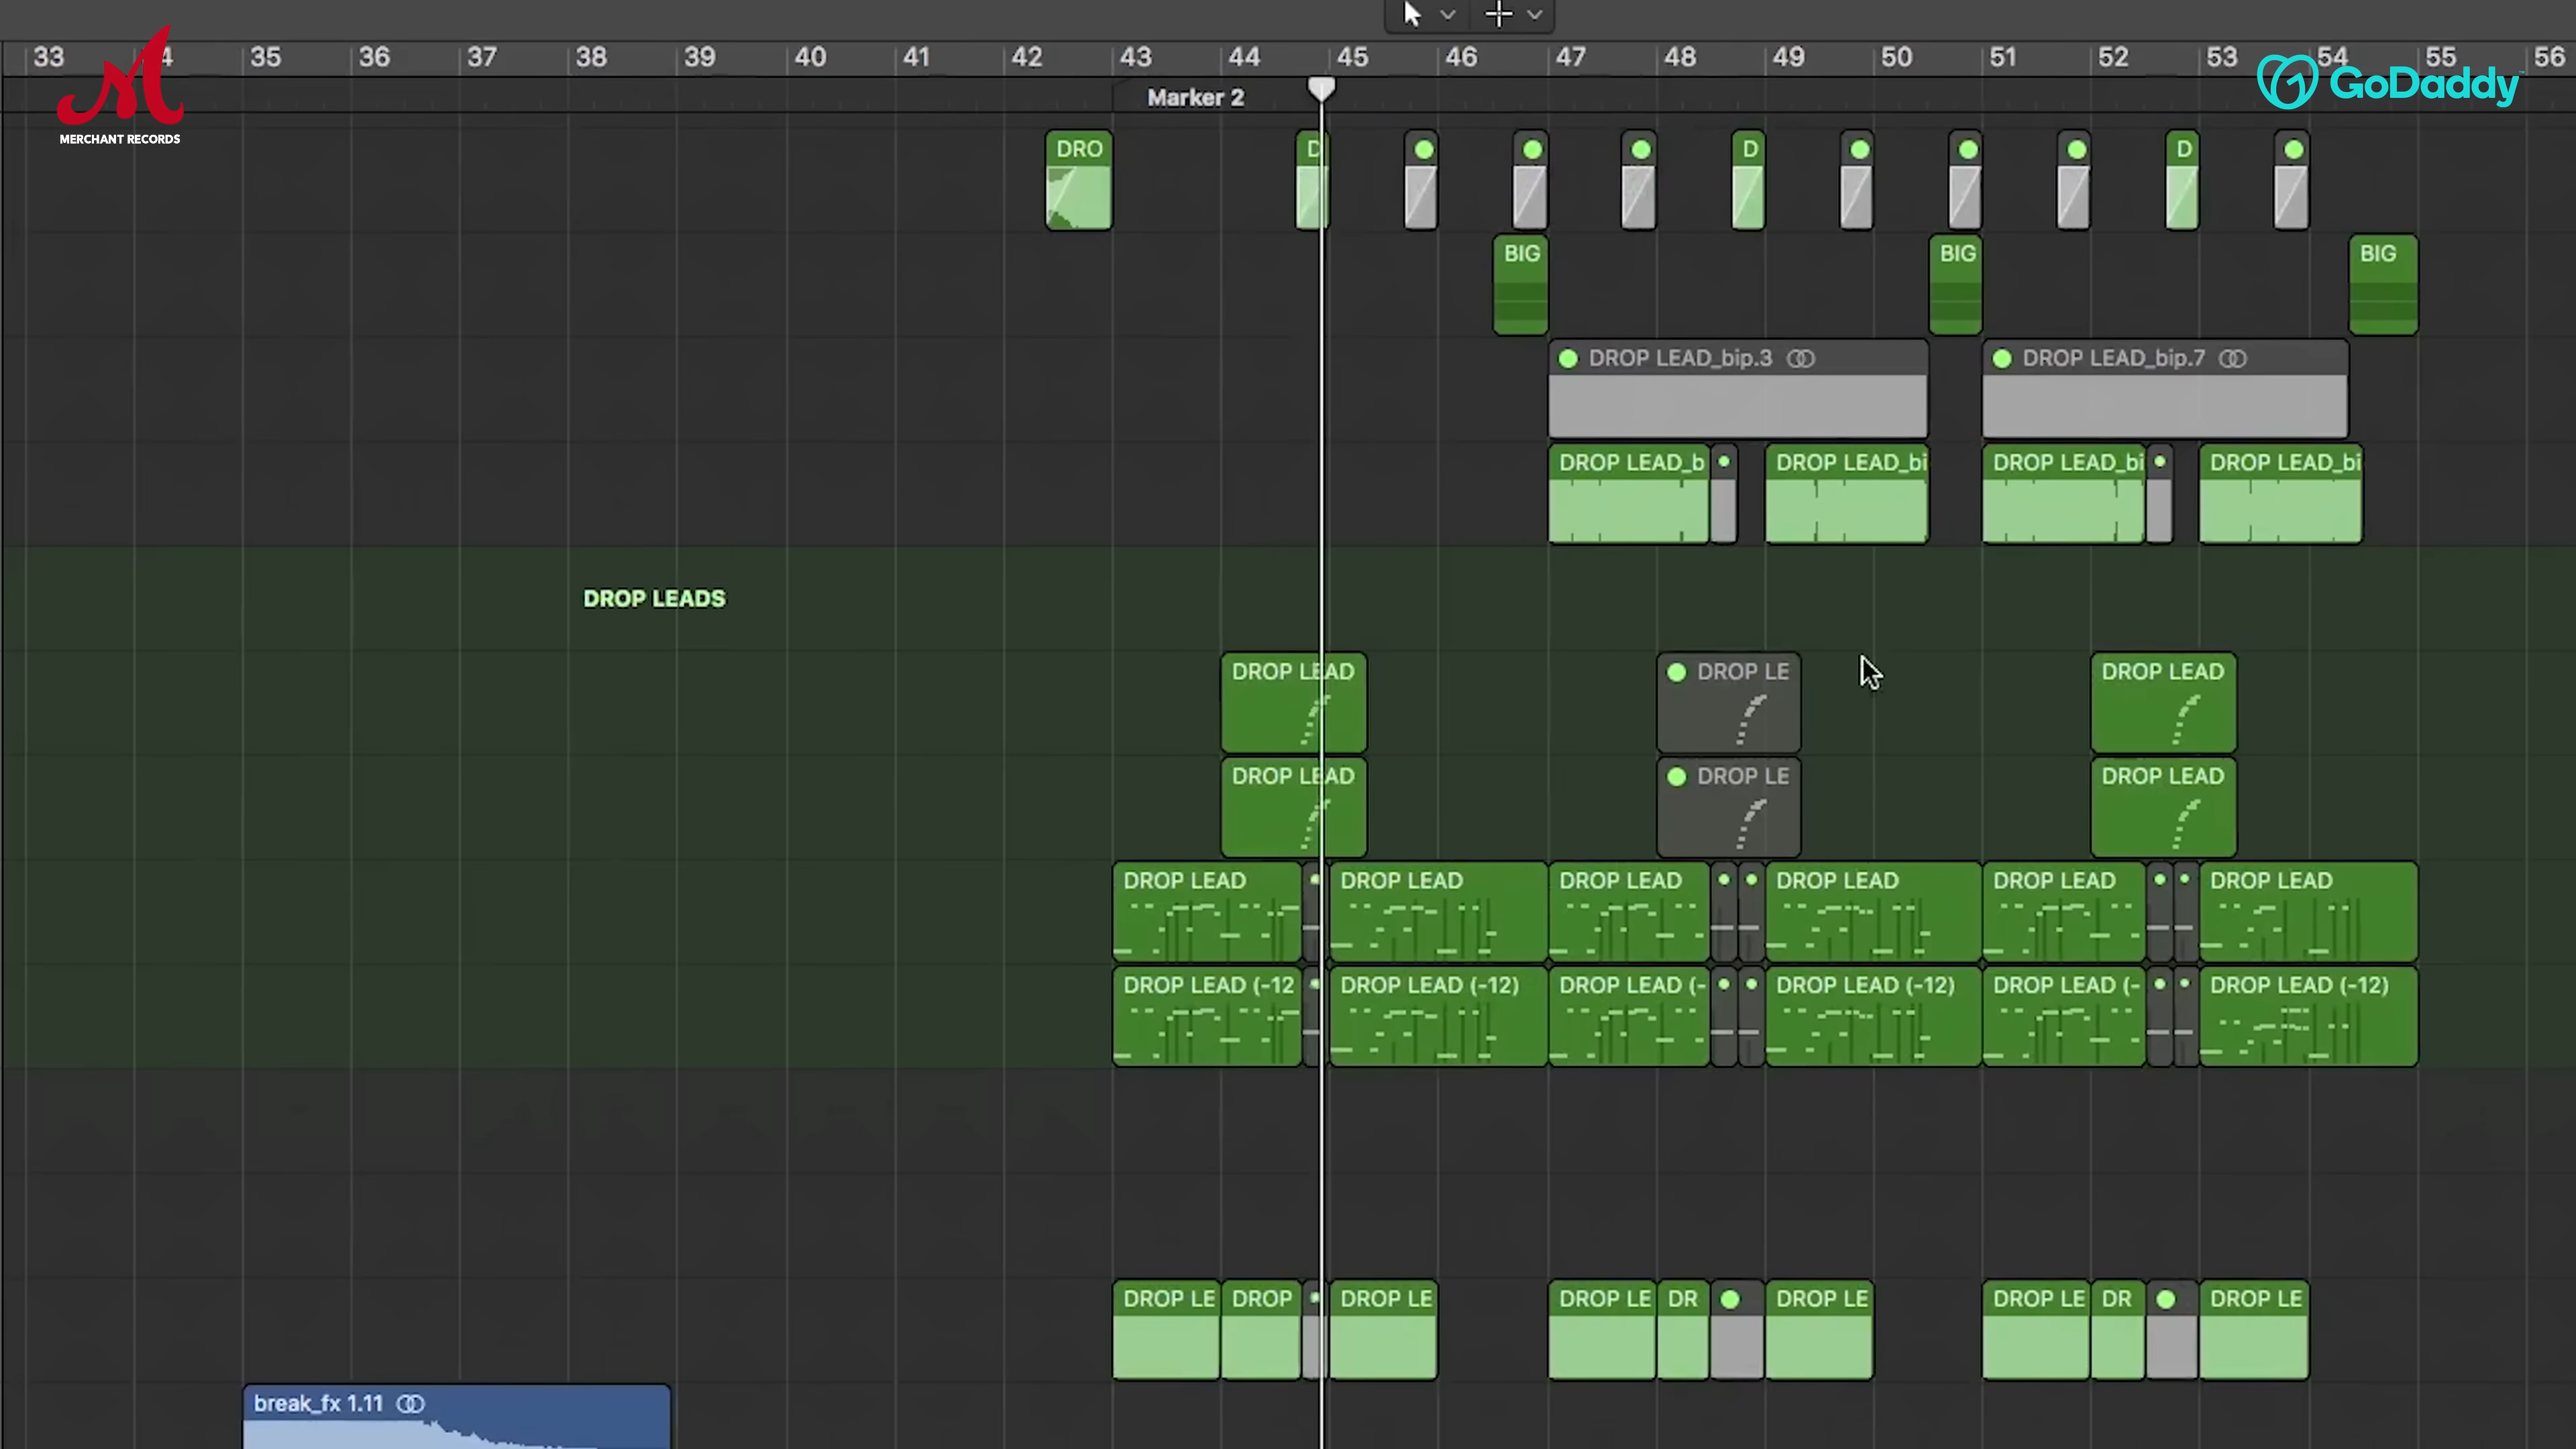 33 34 35 36 37 38 39 40 41 42 43 44 45 46 47 48 49 50 51 52 53 54 55 56
MERCHANT RECORDS
GoDaddy
Marker 2
DRO D D D
BIG BIG BIG
DROP LEAD_bip.3 DROP LEAD_bip.7
DROP LEAD_b DROP LEAD_bi DROP LEAD_bi DROP LEAD_bi
DROP LEADS
DROP LEAD DROP LE DROP LEAD
DROP LEAD DROP LE DROP LEAD
DROP LEAD DROP LEAD DROP LEAD DROP LEAD DROP LEAD DROP LEAD
DROP LEAD (-12 DROP LEAD (-12) DROP LEAD (- DROP LEAD (-12) DROP LEAD (- DROP LEAD (-12)
DROP LE DROP DROP LE DROP LE DR DROP LE DROP LE DR DROP LE
break_fx 1.11